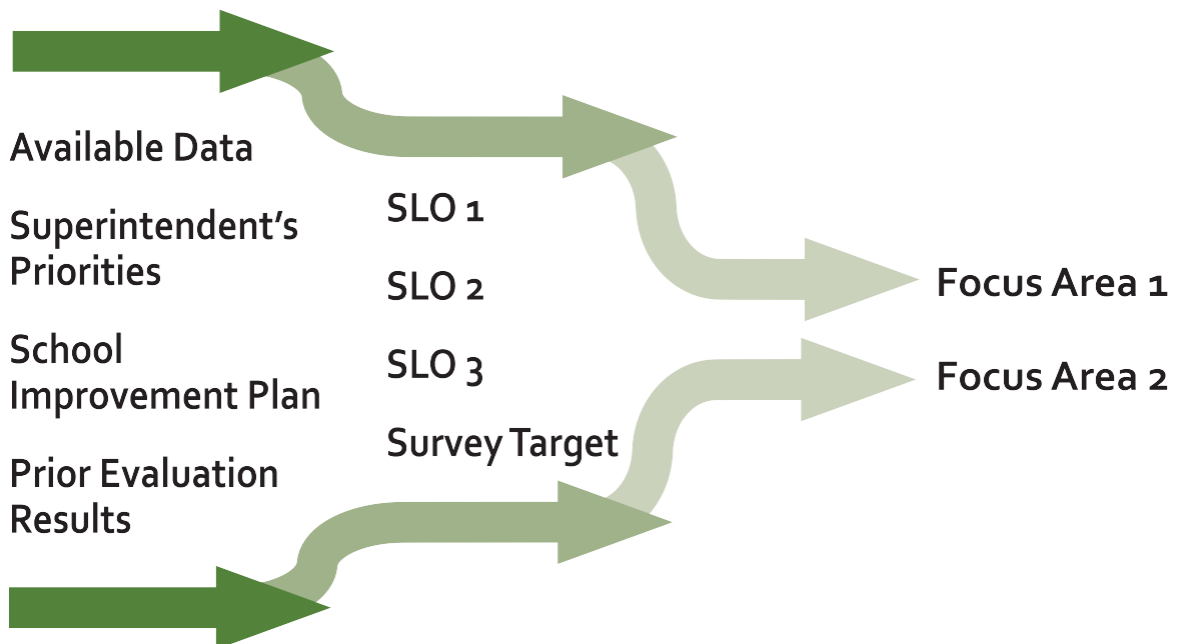 Available Data
Superintendent’s
Priorities
School
Improvement Plan
Prior Evaluation
Results
SLO 1
SLO 2
SLO 3
Survey Target
Focus Area 1
Focus Area 2